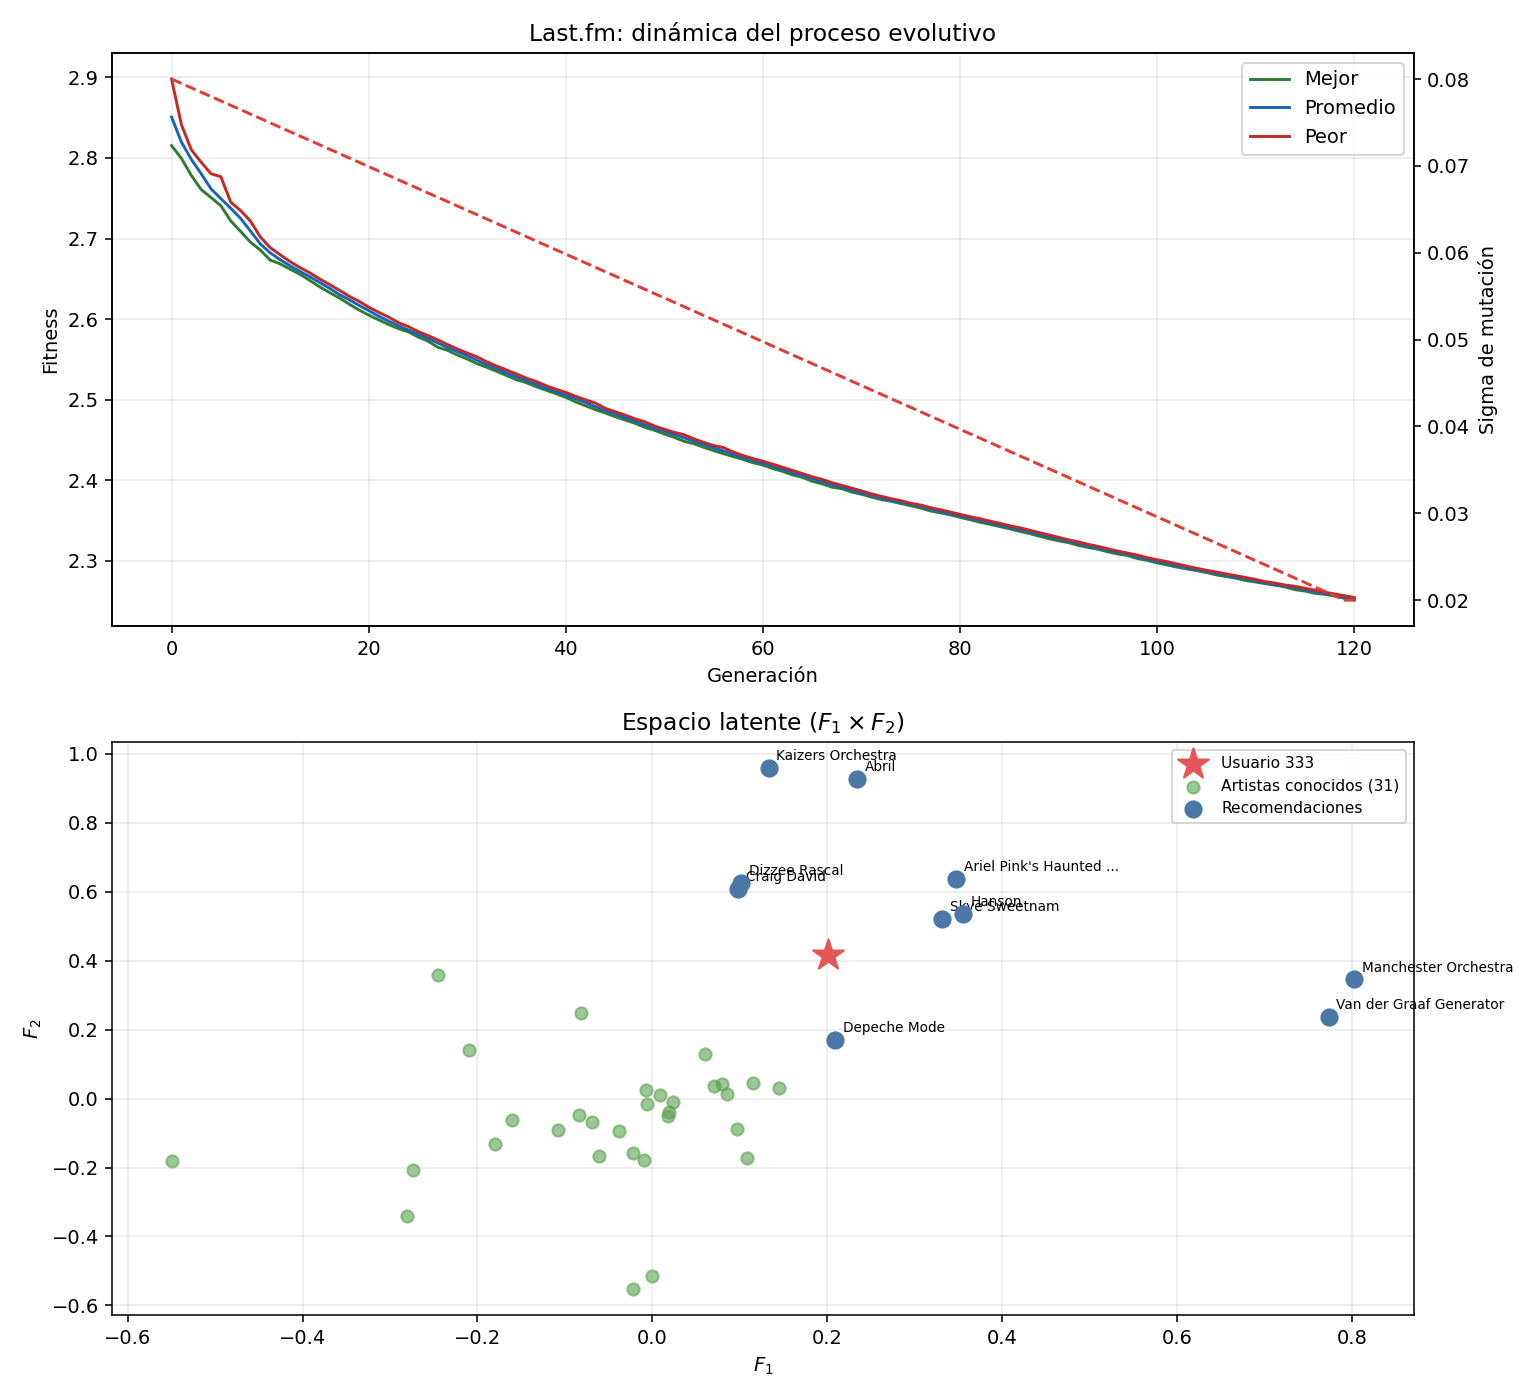 Last.fm: dinámica del proceso evolutivo
Mejor
Promedio
Peor
2.9
2.8
2.7
2.6
2.5
2.4
2.3
Fitness
0.08
0.07
0.06
0.05
0.04
0.03
0.02
Sigma de mutación
0 20 40 60 80 100 120
Generación
Espacio latente (F₁ × F₂)
Usuario 333
Artistas conocidos (31)
Recomendaciones
Kaizers Orchestra
Abril
Dizzee Rascal
Craig David
Ariel Pink's Haunted ...
Hanson
Skye Sweetnam
Manchester Orchestra
Van der Graaf Generator
Depeche Mode
1.0
0.8
0.6
0.4
0.2
0.0
−0.2
−0.4
−0.6
F₂
−0.6 −0.4 −0.2 0.0 0.2 0.4 0.6 0.8
F₁